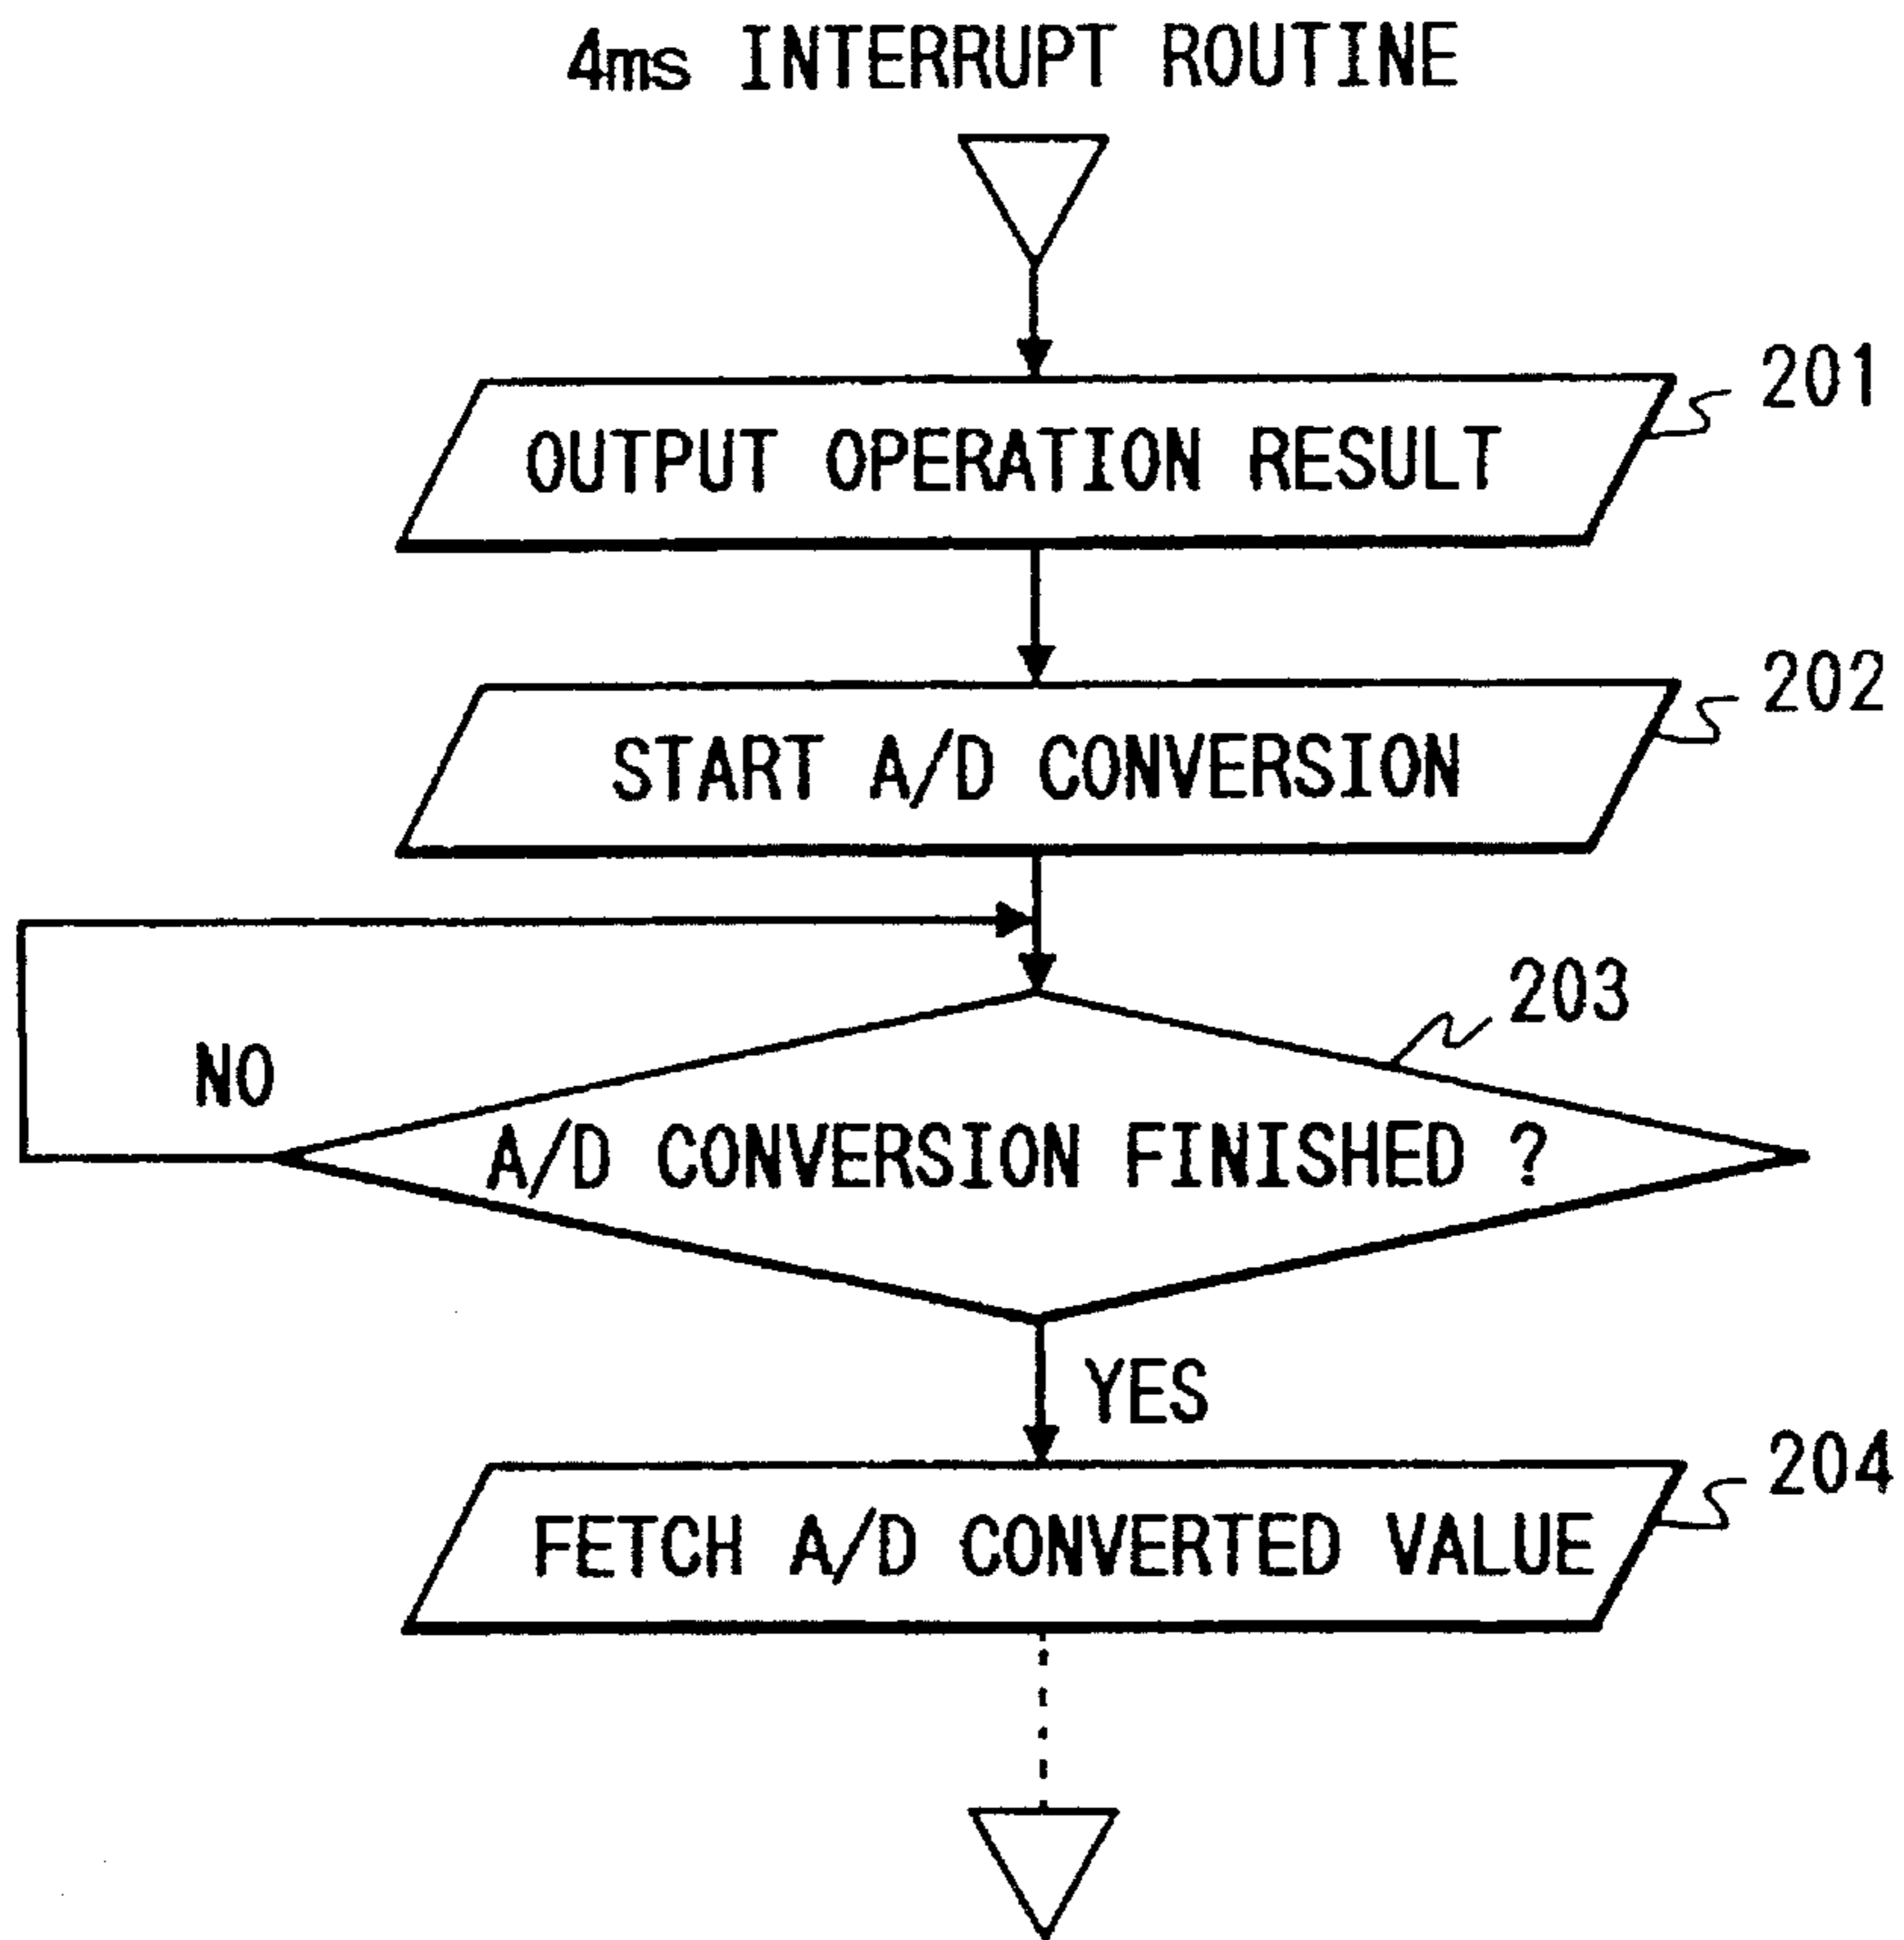 4ms INTERRUPT ROUTINE
201
OUTPUT OPERATION RESULT
202
START A/D CONVERSION
203
NO
A/D CONVERSION FINISHED ?
YES
204
FETCH A/D CONVERTED VALUE